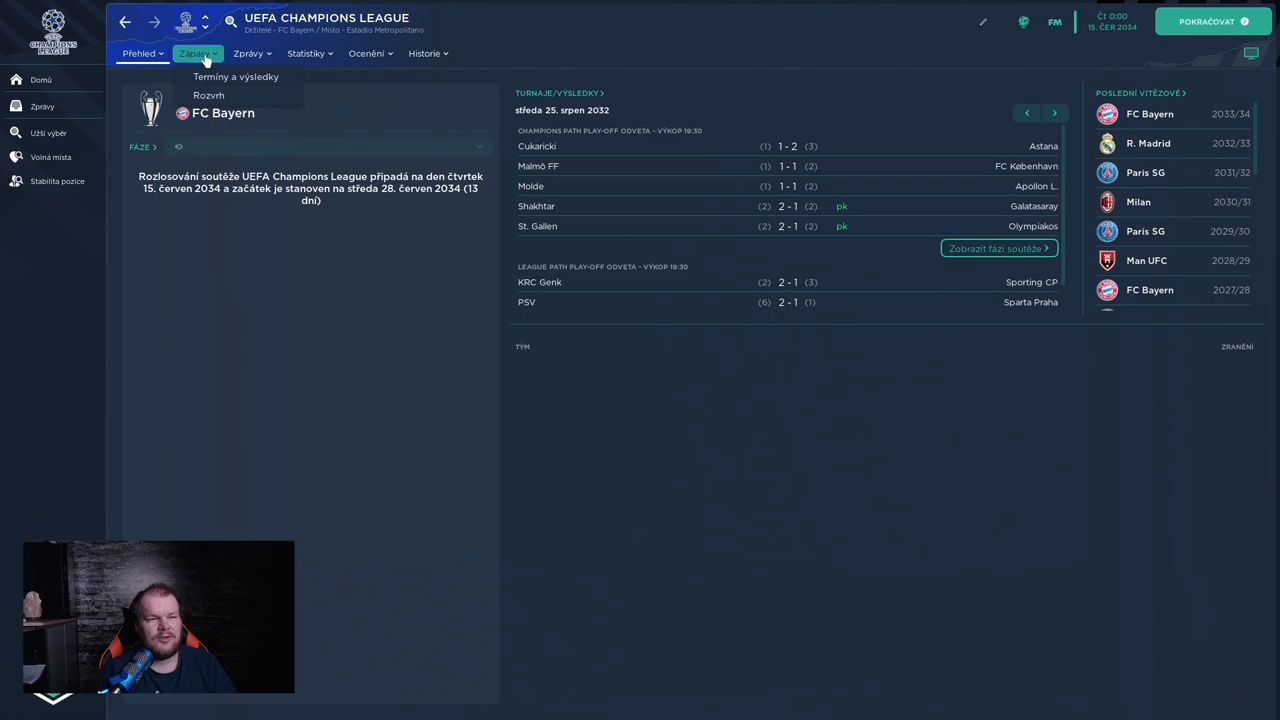 CHAMPIONS
LEAGUE
UEFA CHAMPIONS LEAGUE
Držitelé - FC Bayern / Místo - Estadio Metropolitano
FM
Čt 0:00
15. ČER 2034
POKRAČOVAT
Přehled
Zápasy
Zprávy
Statistiky
Ocenění
Historie
Domů
Zprávy
Užší výběr
Volná místa
Stabilita pozice
Termíny a výsledky
Rozvrh
FC Bayern
FÁZE
Rozlosování soutěže UEFA Champions League připadá na den čtvrtek
15. červen 2034 a začátek je stanoven na středa 28. červen 2034 (13
dní)
TURNAJE/VÝSLEDKY
středa 25. srpen 2032
CHAMPIONS PATH PLAY-OFF ODVETA - VÝKOP 19:30
Cukaricki (1) 1 - 2 (3) Astana
Malmö FF (1) 1 - 1 (2) FC København
Molde (1) 1 - 1 (2) Apollon L.
Shakhtar (2) 2 - 1 (2) pk Galatasaray
St. Gallen (2) 2 - 1 (2) pk Olympiakos
Zobrazit fázi soutěže
LEAGUE PATH PLAY-OFF ODVETA - VÝKOP 19:30
KRC Genk (2) 2 - 1 (3) Sporting CP
PSV (6) 2 - 1 (1) Sparta Praha
TÝM
ZRANĚNÍ
POSLEDNÍ VÍTĚZOVÉ
FC Bayern 2033/34
R. Madrid 2032/33
Paris SG 2031/32
Milan 2030/31
Paris SG 2029/30
Man UFC 2028/29
FC Bayern 2027/28